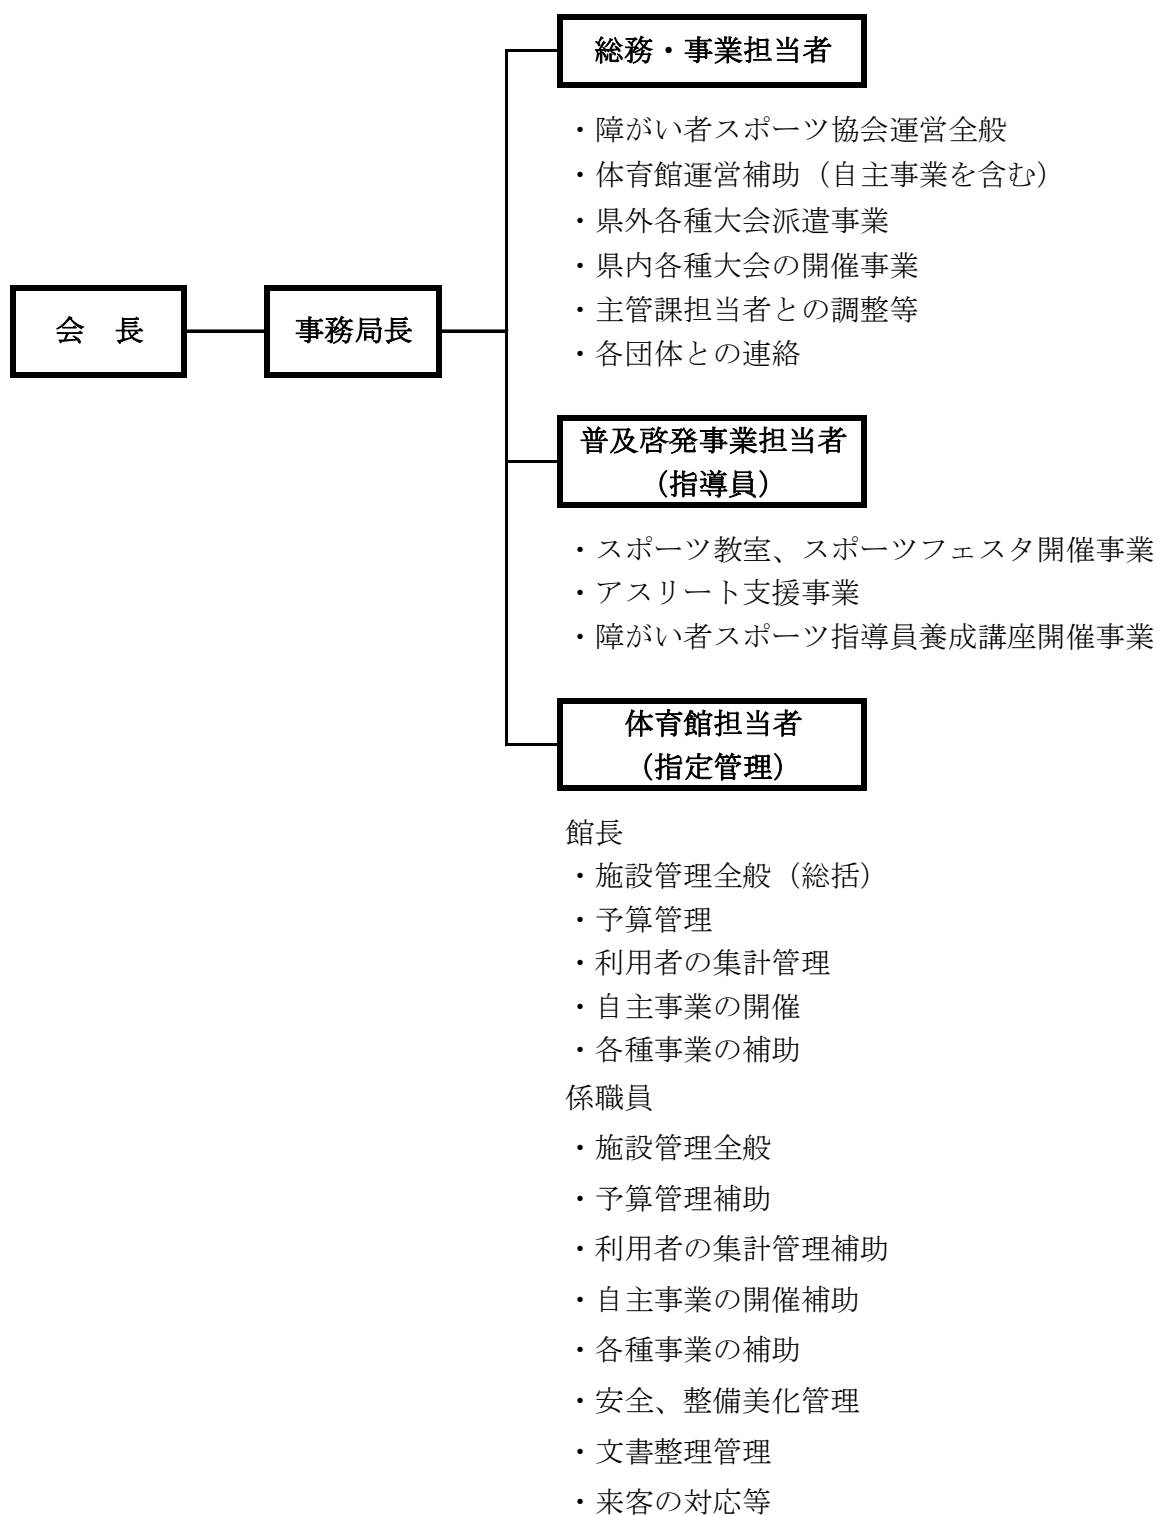 会　長
事務局長
総務・事業担当者
・障がい者スポーツ協会運営全般
・体育館運営補助（自主事業を含む）
・県外各種大会派遣事業
・県内各種大会の開催事業
・主管課担当者との調整等
・各団体との連絡
普及啓発事業担当者
（指導員）
・スポーツ教室、スポーツフェスタ開催事業
・アスリート支援事業
・障がい者スポーツ指導員養成講座開催事業
体育館担当者
（指定管理）
館長
・施設管理全般（総括）
・予算管理
・利用者の集計管理
・自主事業の開催
・各種事業の補助
係職員
・施設管理全般
・予算管理補助
・利用者の集計管理補助
・自主事業の開催補助
・各種事業の補助
・安全、整備美化管理
・文書整理管理
・来客の対応等